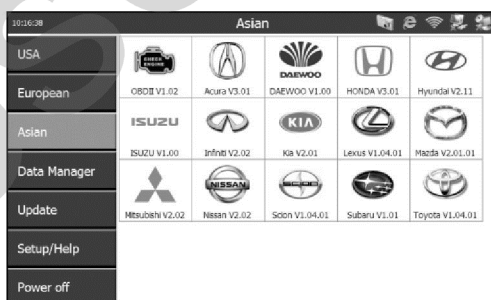 10:16:38
Asian
USA
European
Asian
Data Manager
Update
Setup/Help
Power off
CHECK
ENGINE
DAEWOO
OBDII V1.02
Acura V3.01
DAEWOO V1.00
HONDA V3.01
Hyundai V2.11
ISUZU
KIA
ISUZU V1.00
Infiniti V2.02
Kia V2.01
Lexus V1.04.01
Mazda V2.01.01
NISSAN
SCION
Mitsubishi V2.02
Nissan V2.02
Scion V1.04.01
Subaru V1.01
Toyota V1.04.01